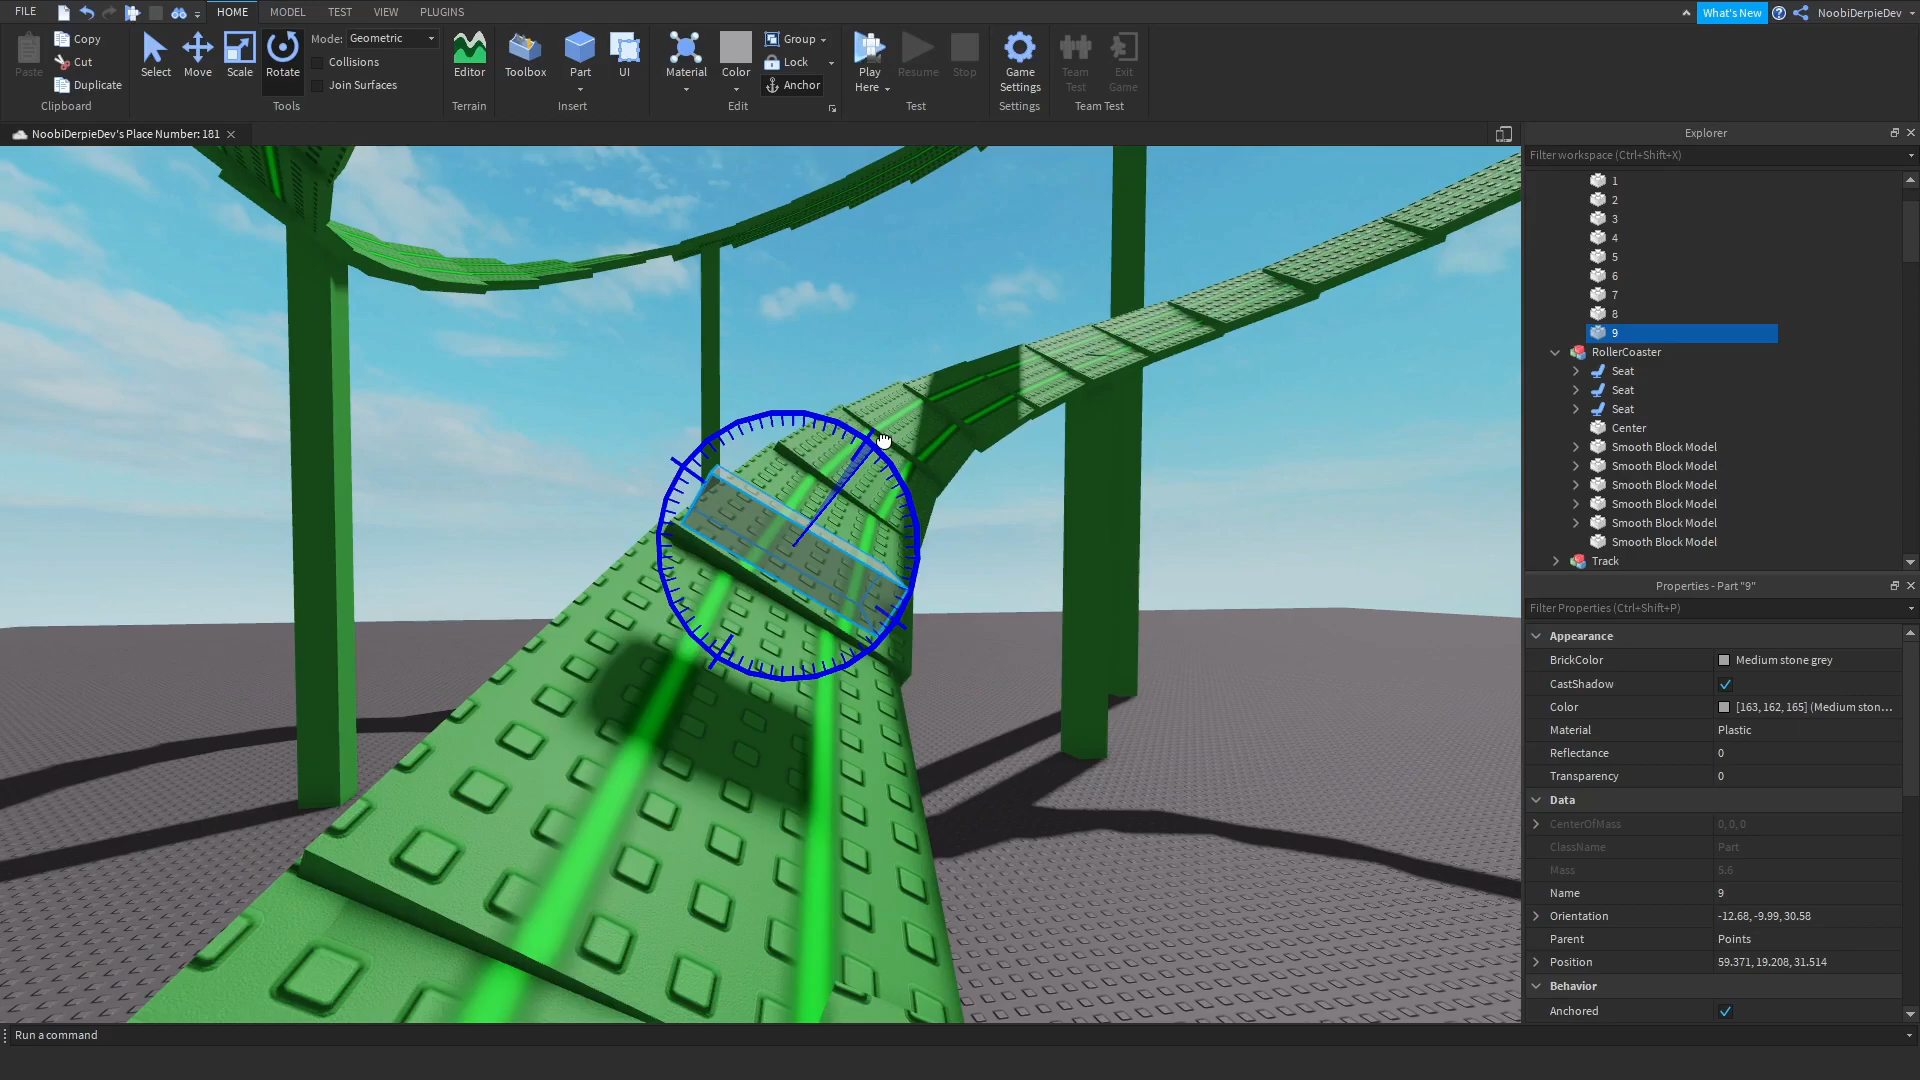 FILE
HOME
MODEL
TEST
VIEW
PLUGINS
What's New
NoobiDerpieDev
Paste
Copy
Cut
Duplicate
Clipboard
Select
Move
Scale
Rotate
Mode: Geometric
Collisions
Join Surfaces
Tools
Editor
Terrain
Toolbox
Part
UI
Insert
Material
Color
Group
Lock
Anchor
Edit
Play
Here
Resume
Stop
Test
Game
Settings
Settings
Team
Test
Exit
Game
Team Test
NoobiDerpieDev's Place Number: 181
Explorer
Filter workspace (Ctrl+Shift+X)
1
2
3
4
5
6
7
8
9
RollerCoaster
Seat
Seat
Seat
Center
Smooth Block Model
Smooth Block Model
Smooth Block Model
Smooth Block Model
Smooth Block Model
Smooth Block Model
Track
Properties - Part "9"
Filter Properties (Ctrl+Shift+P)
Appearance
BrickColor Medium stone grey
CastShadow
Color [163, 162, 165] (Medium ston...
Material Plastic
Reflectance 0
Transparency 0
Data
CenterOfMass 0, 0, 0
ClassName Part
Mass 5.6
Name 9
Orientation -12.68, -9.99, 30.58
Parent Points
Position 59.371, 19.208, 31.514
Behavior
Anchored
Run a command